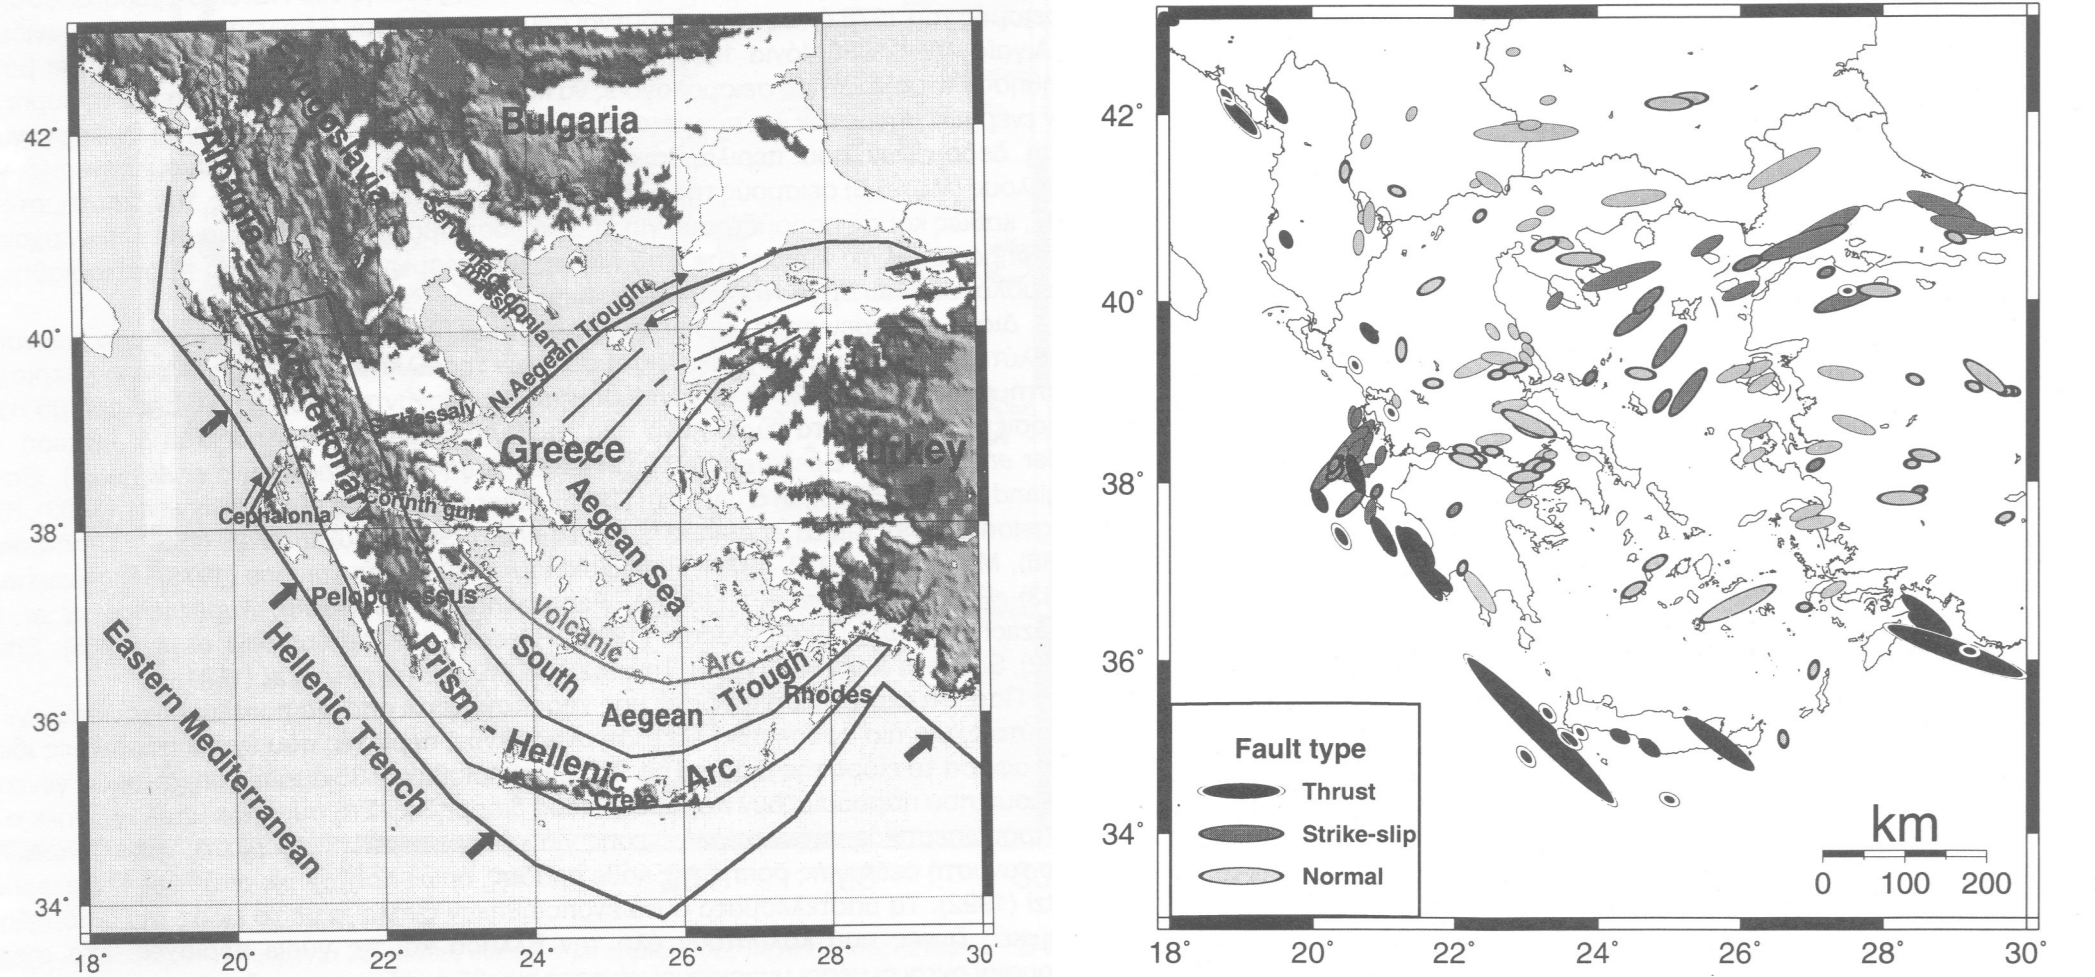 18° 20° 22° 24° 26° 28° 30°
42°
40°
38°
36°
34°
Albania
Yugoslavia
Bulgaria
Servomacedonian
massif
N.Aegean Trough
Accretionary
Prism - Hellenic Arc
S.Thessaly
Greece
Turkey
Corinth gulf
Cephalonia
Aegean Sea
Peloponessus
Volcanic Arc
South
Aegean
Trough
Rhodes
Crete
Hellenic Trench
Eastern Mediterranean
42°
40°
38°
36°
34°
Fault type
Thrust
Strike-slip
Normal
km
0 100 200
18° 20° 22° 24° 26° 28° 30°